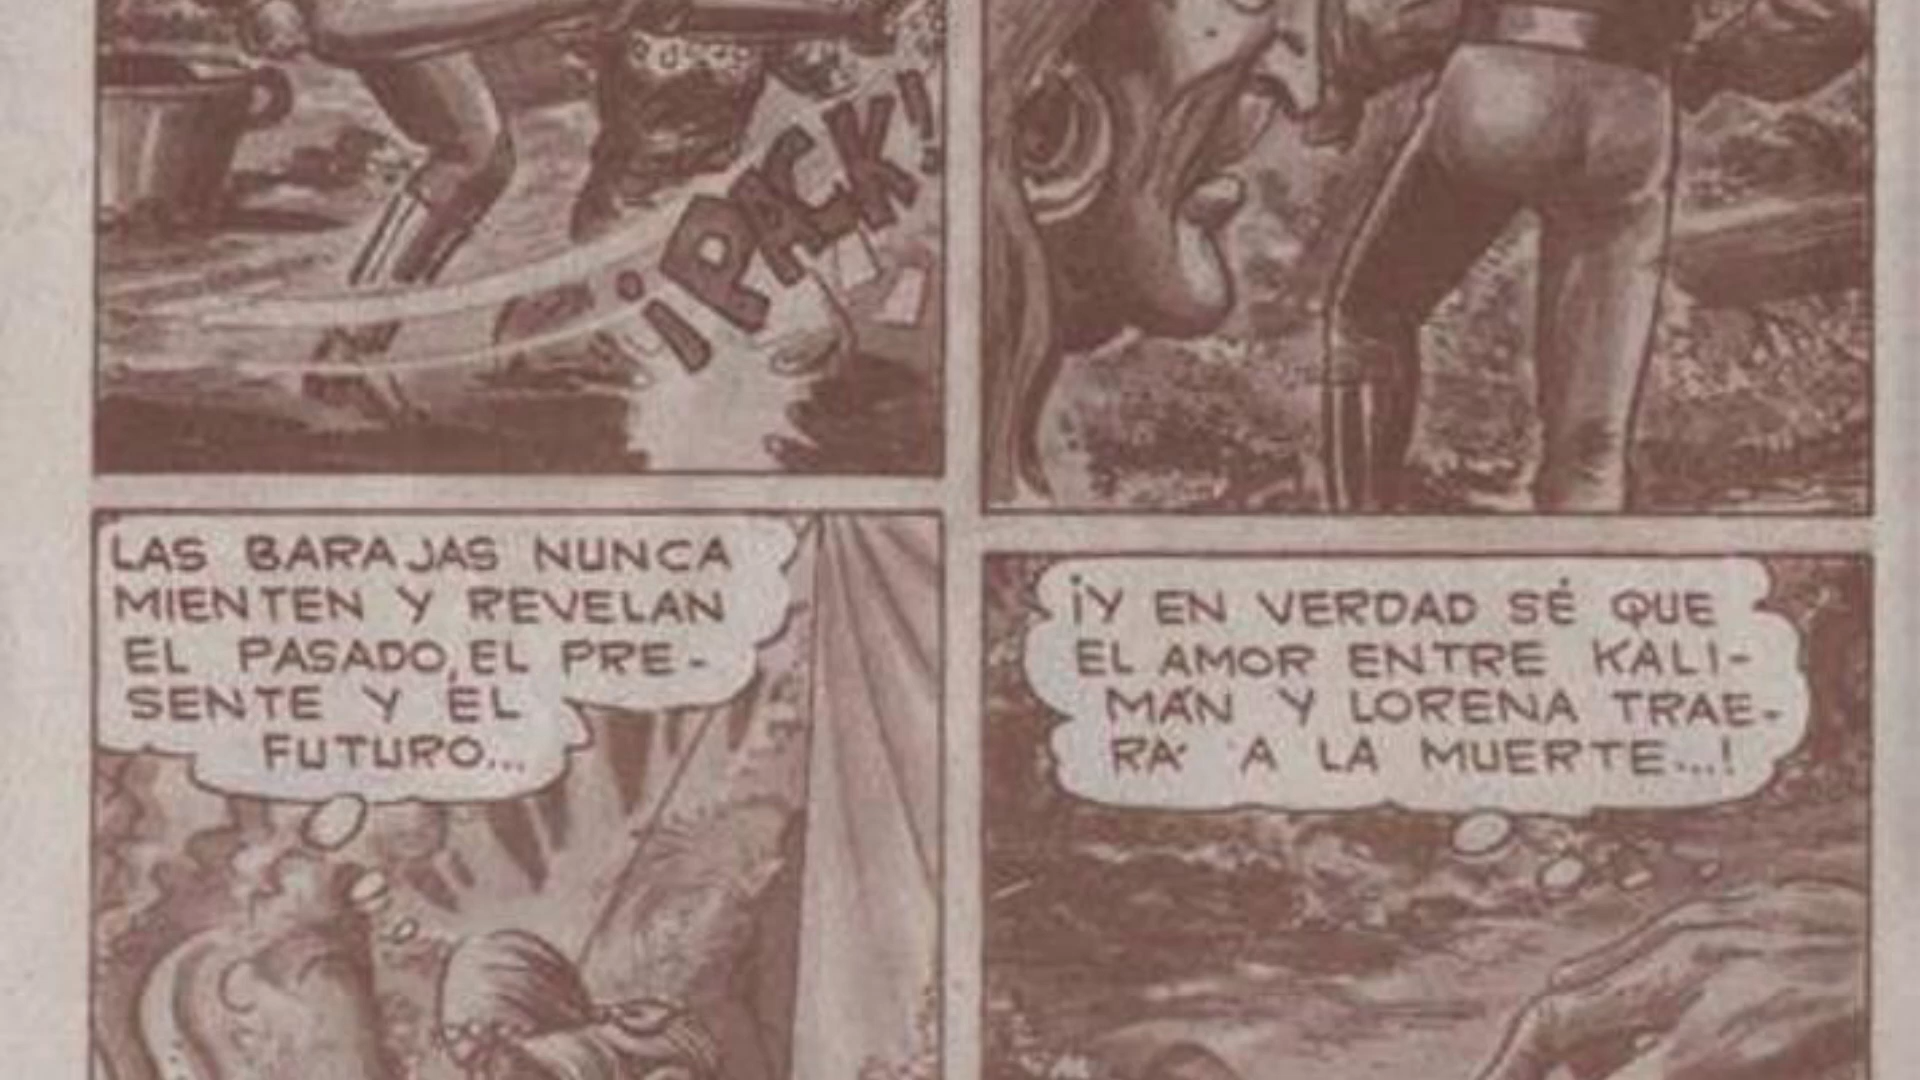 ¡PACK!
LAS BARAJAS NUNCA
MIENTEN Y REVELAN
EL PASADO, EL PRE-
SENTE Y EL
FUTURO...
¡Y EN VERDAD SÉ QUE
EL AMOR ENTRE KALI-
MÁN Y LORENA TRAE-
RÁ A LA MUERTE...!